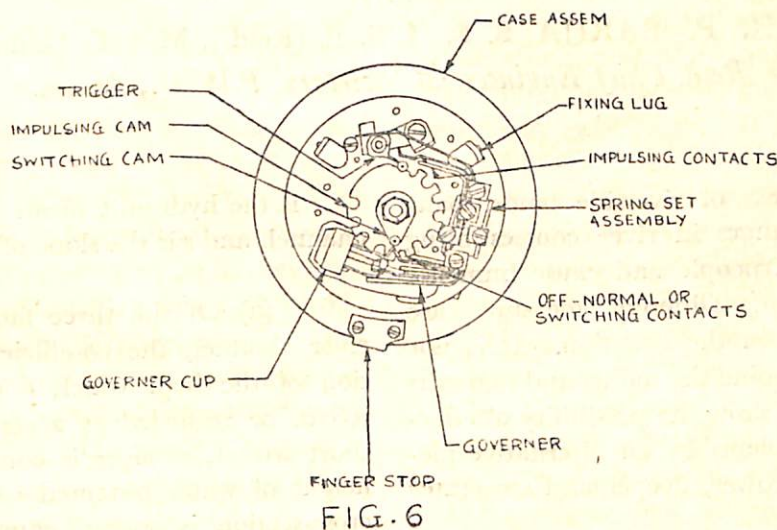 CASE ASSEM
TRIGGER
FIXING LUG
IMPULSING CAM
IMPULSING CONTACTS
SWITCHING CAM
SPRING SET
ASSEMBLY
OFF-NORMAL OR
SWITCHING CONTACTS
GOVERNER CUP
GOVERNER
FINGER STOP
FIG. 6